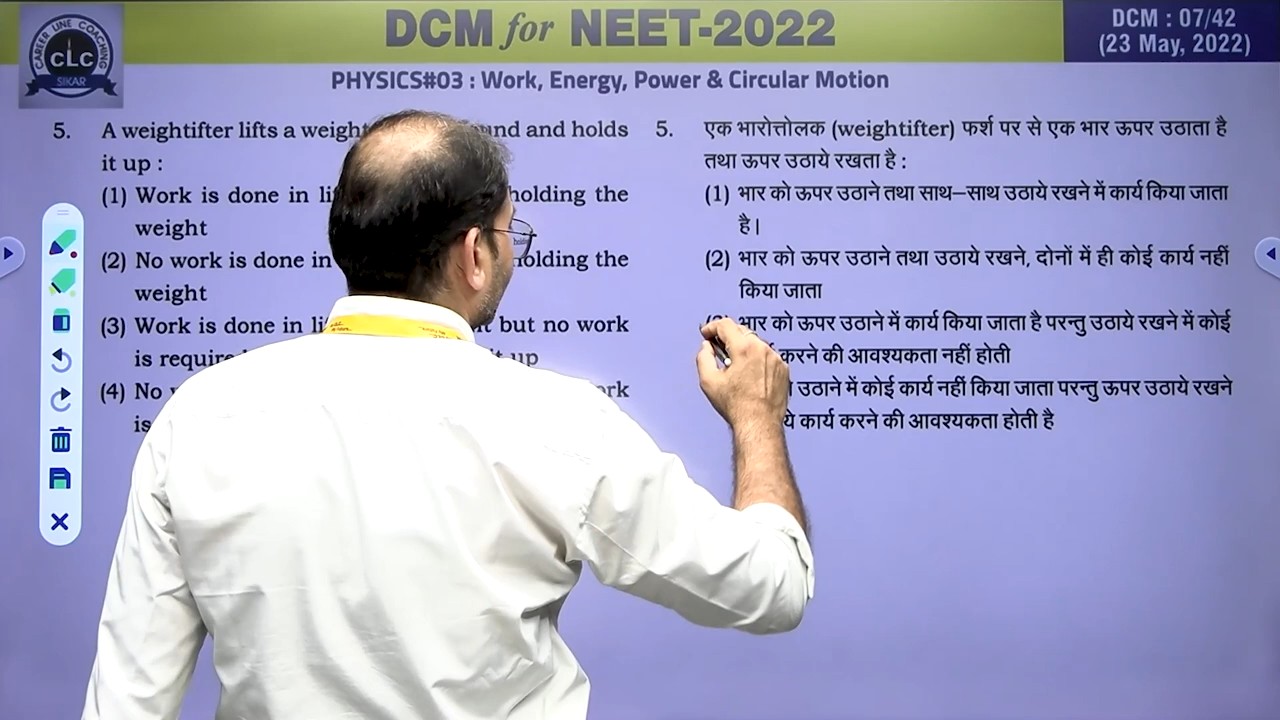 CAREER LINE COACHING
CLC
SIKAR
DCM for NEET-2022
DCM : 07/42
(23 May, 2022)
PHYSICS#03 : Work, Energy, Power & Circular Motion
5. A weightifter lifts a weight und and holds
it up :
(1) Work is done in li holding the
weight
(2) No work is done in holding the
weight
(3) Work is done in li t but no work
is requir t up
(4) No rk
is
5. एक भारोत्तोलक (weightifter) फर्श पर से एक भार ऊपर उठाता है
तथा ऊपर उठाये रखता है :
(1) भार को ऊपर उठाने तथा साथ–साथ उठाये रखने में कार्य किया जाता
है।
(2) भार को ऊपर उठाने तथा उठाये रखने, दोनों में ही कोई कार्य नहीं
किया जाता
भार को ऊपर उठाने में कार्य किया जाता है परन्तु उठाये रखने में कोई
करने की आवश्यकता नहीं होती
उठाने में कोई कार्य नहीं किया जाता परन्तु ऊपर उठाये रखने
ये कार्य करने की आवश्यकता होती है